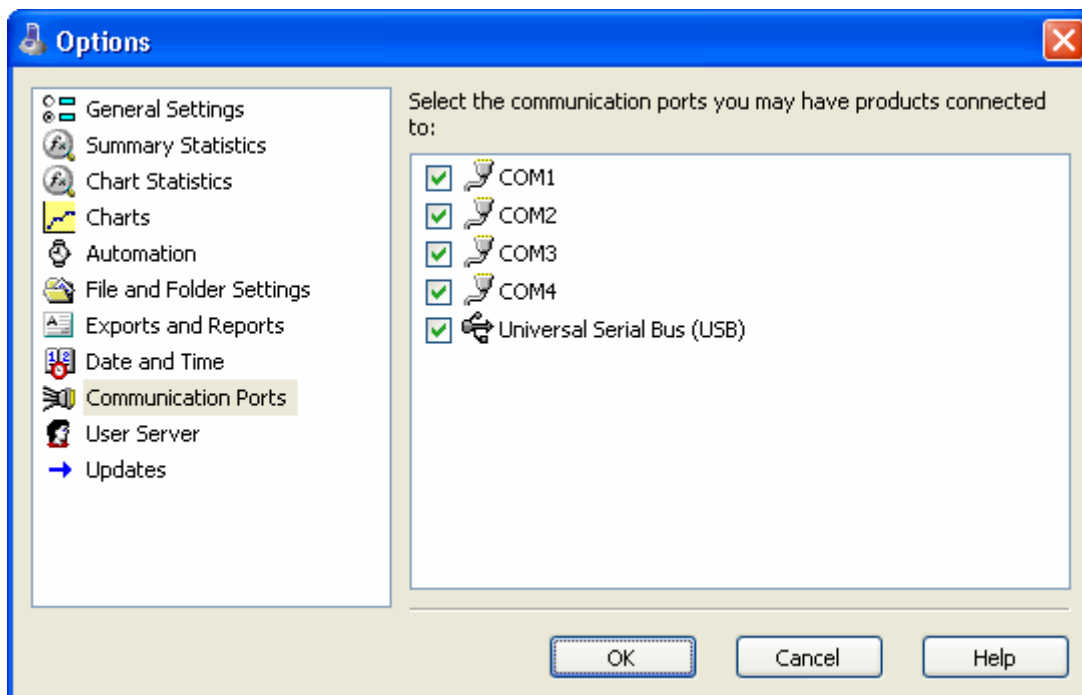 Options
General Settings
Summary Statistics
Chart Statistics
Charts
Automation
File and Folder Settings
Exports and Reports
Date and Time
Communication Ports
User Server
Updates
Select the communication ports you may have products connected
to:
COM1
COM2
COM3
COM4
Universal Serial Bus (USB)
OK
Cancel
Help